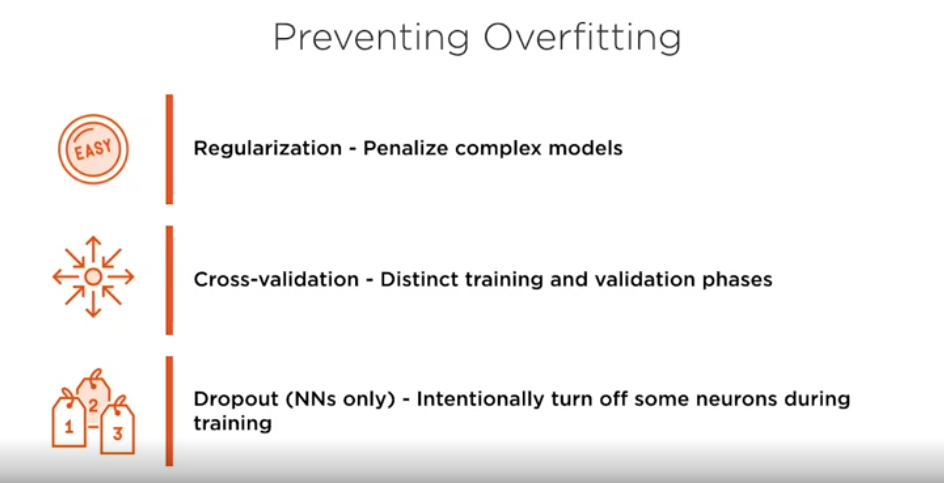 Preventing Overfitting
EASY
Regularization - Penalize complex models
Cross-validation - Distinct training and validation phases
1
2
3
Dropout (NNs only) - Intentionally turn off some neurons during
training